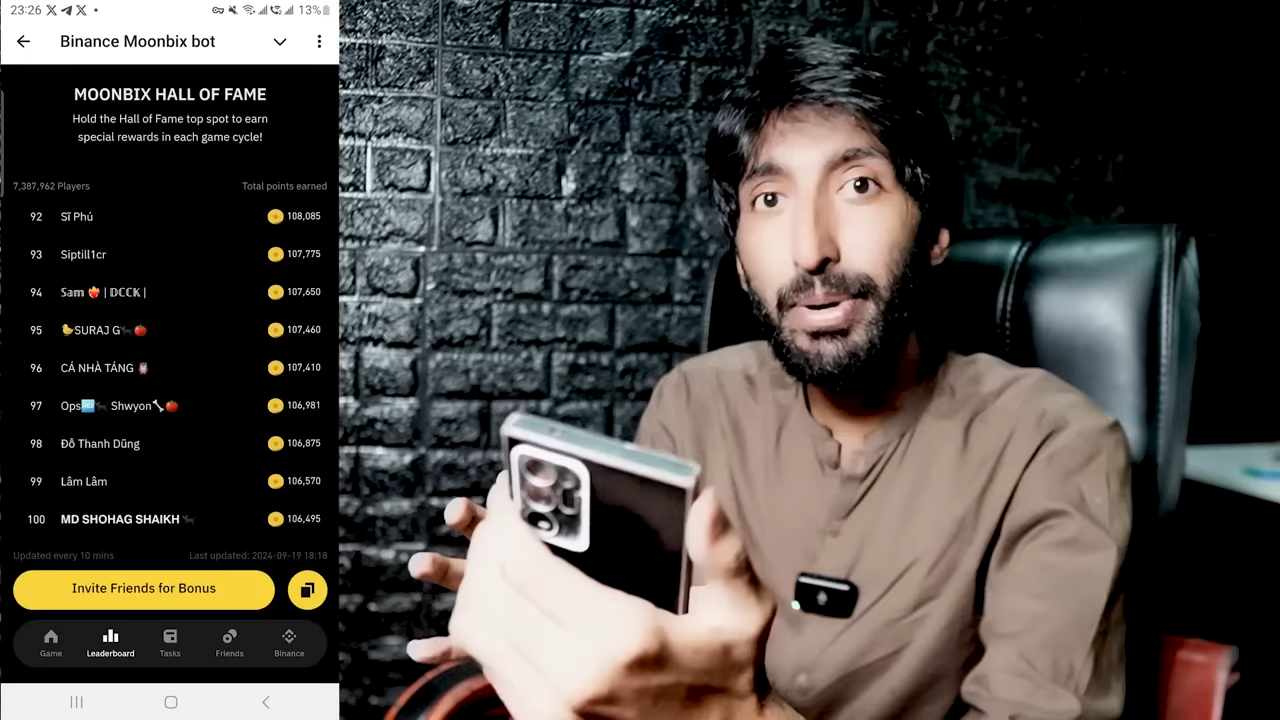 23:26
13%
Binance Moonbix bot
MOONBIX HALL OF FAME
Hold the Hall of Fame top spot to earn
special rewards in each game cycle!
7,387,962 Players Total points earned
92 Sĩ Phú 108,085
93 Siptill1cr 107,775
94 𝕊𝕒𝕞 ❤️‍🔥 | 𝔻ℂℂ𝕂 | 107,650
95 🦆SURAJ G🐈‍⬛🍅 107,460
96 CÁ NHÀ TÁNG 🦉 107,410
97 Ops🆓🐈‍⬛ Shwyon🦴🍅 106,981
98 Đỗ Thanh Dũng 106,875
99 Lâm Lâm 106,570
100 MD SHOHAG SHAIKH 🐈‍⬛ 106,495
Updated every 10 mins Last updated: 2024-09-19 18:18
Invite Friends for Bonus
Game Leaderboard Tasks Friends Binance